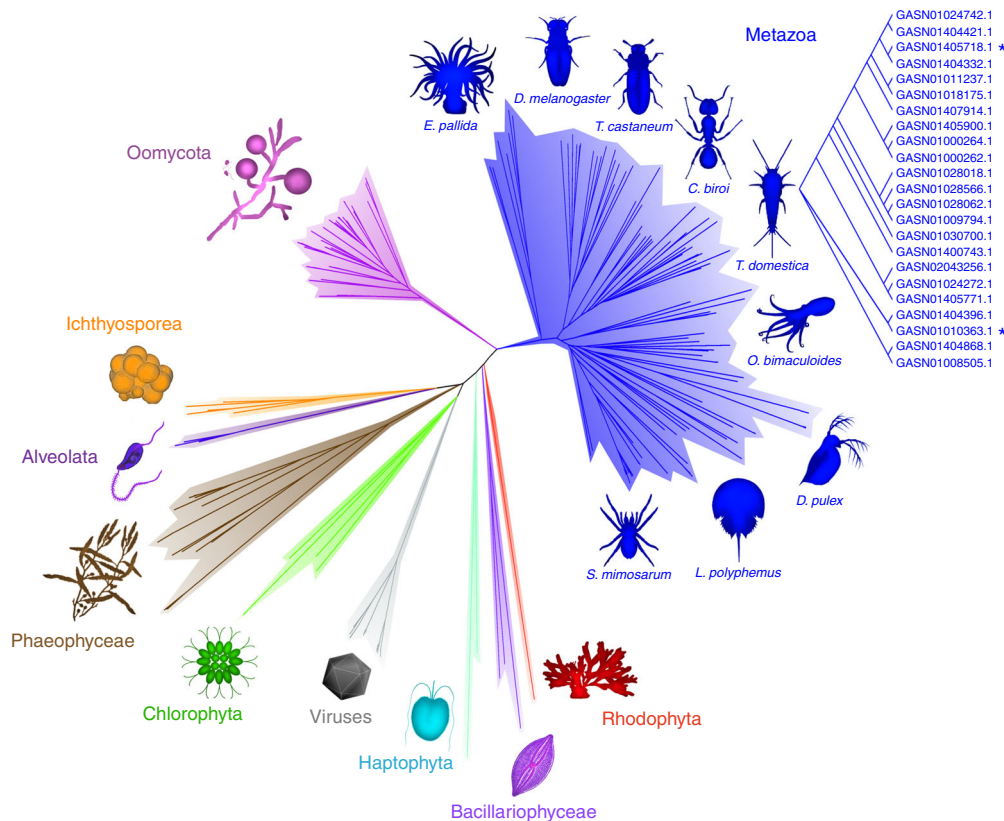 Metazoa
GASN01024742.1
GASN01404421.1
GASN01405718.1 *
GASN01404332.1
GASN01011237.1
GASN01018175.1
GASN01407914.1
GASN01405900.1
GASN01000264.1
GASN01000262.1
GASN01028018.1
GASN01028566.1
GASN01028062.1
GASN01009794.1
GASN01030700.1
GASN01400743.1
GASN02043256.1
GASN01024272.1
GASN01405771.1
GASN01404396.1
GASN01010363.1 *
GASN01404868.1
GASN01008505.1
E. pallida
D. melanogaster
T. castaneum
C. biroi
T. domestica
O. bimaculoides
D. pulex
L. polyphemus
S. mimosarum
Oomycota
Ichthyosporea
Alveolata
Phaeophyceae
Chlorophyta
Viruses
Haptophyta
Bacillariophyceae
Rhodophyta